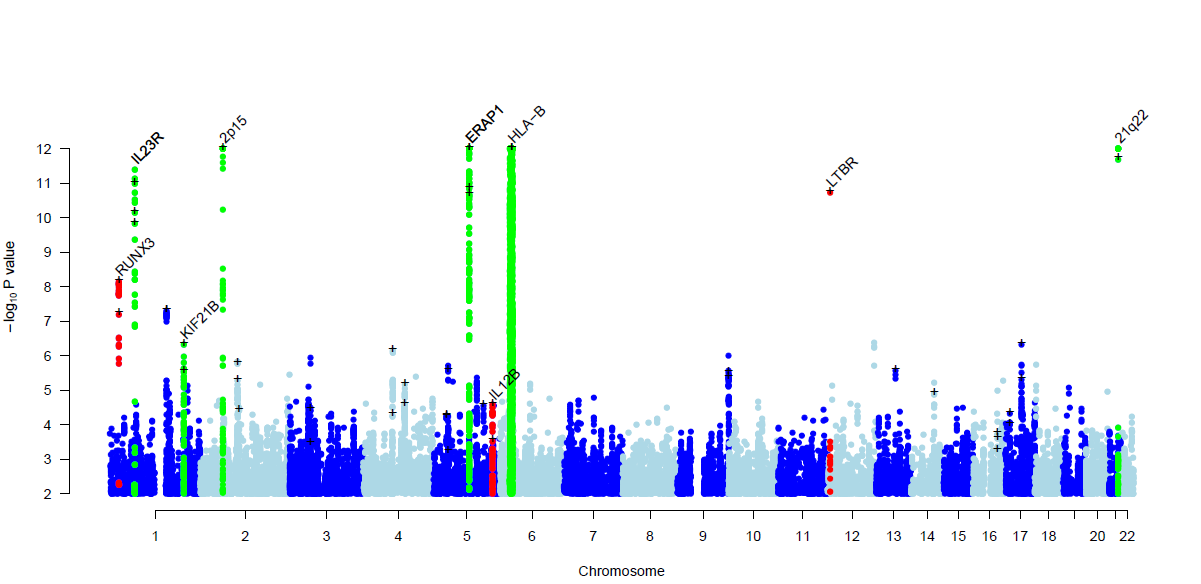 HLA−B
ERAP1
2p15
21q22
IL23R
LTBR
RUNX3
KIF21B
IL12B
12
11
10
9
8
7
6
5
4
3
2
−log10 P value
1 2 3 4 5 6 7 8 9 10 11 12 13 14 15 16 17 18 20 22
Chromosome